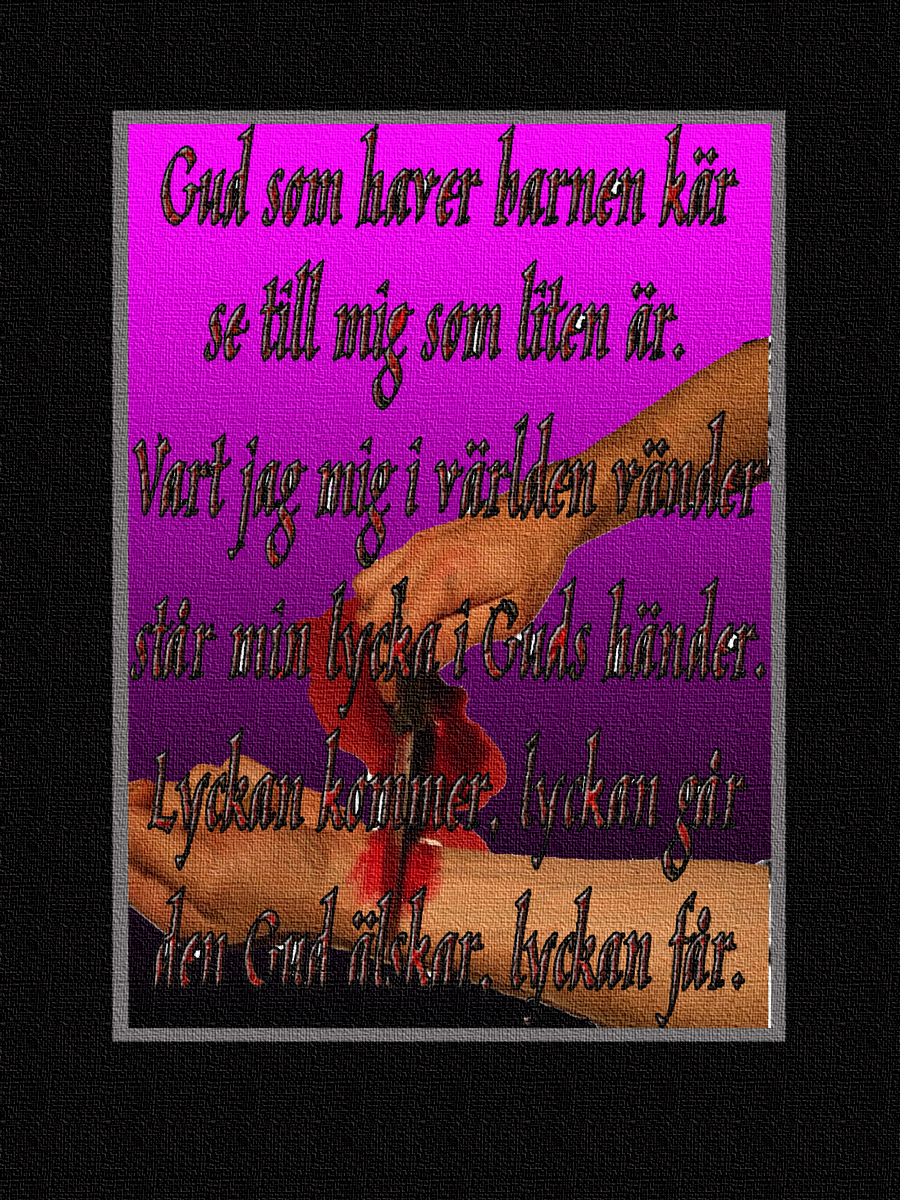 Gud som haver barnen kär
se till mig som liten är.
Vart jag mig i världen vänder
står min lycka i Guds händer.
Lyckan kommer, lyckan går
den Gud älskar, lyckan får.